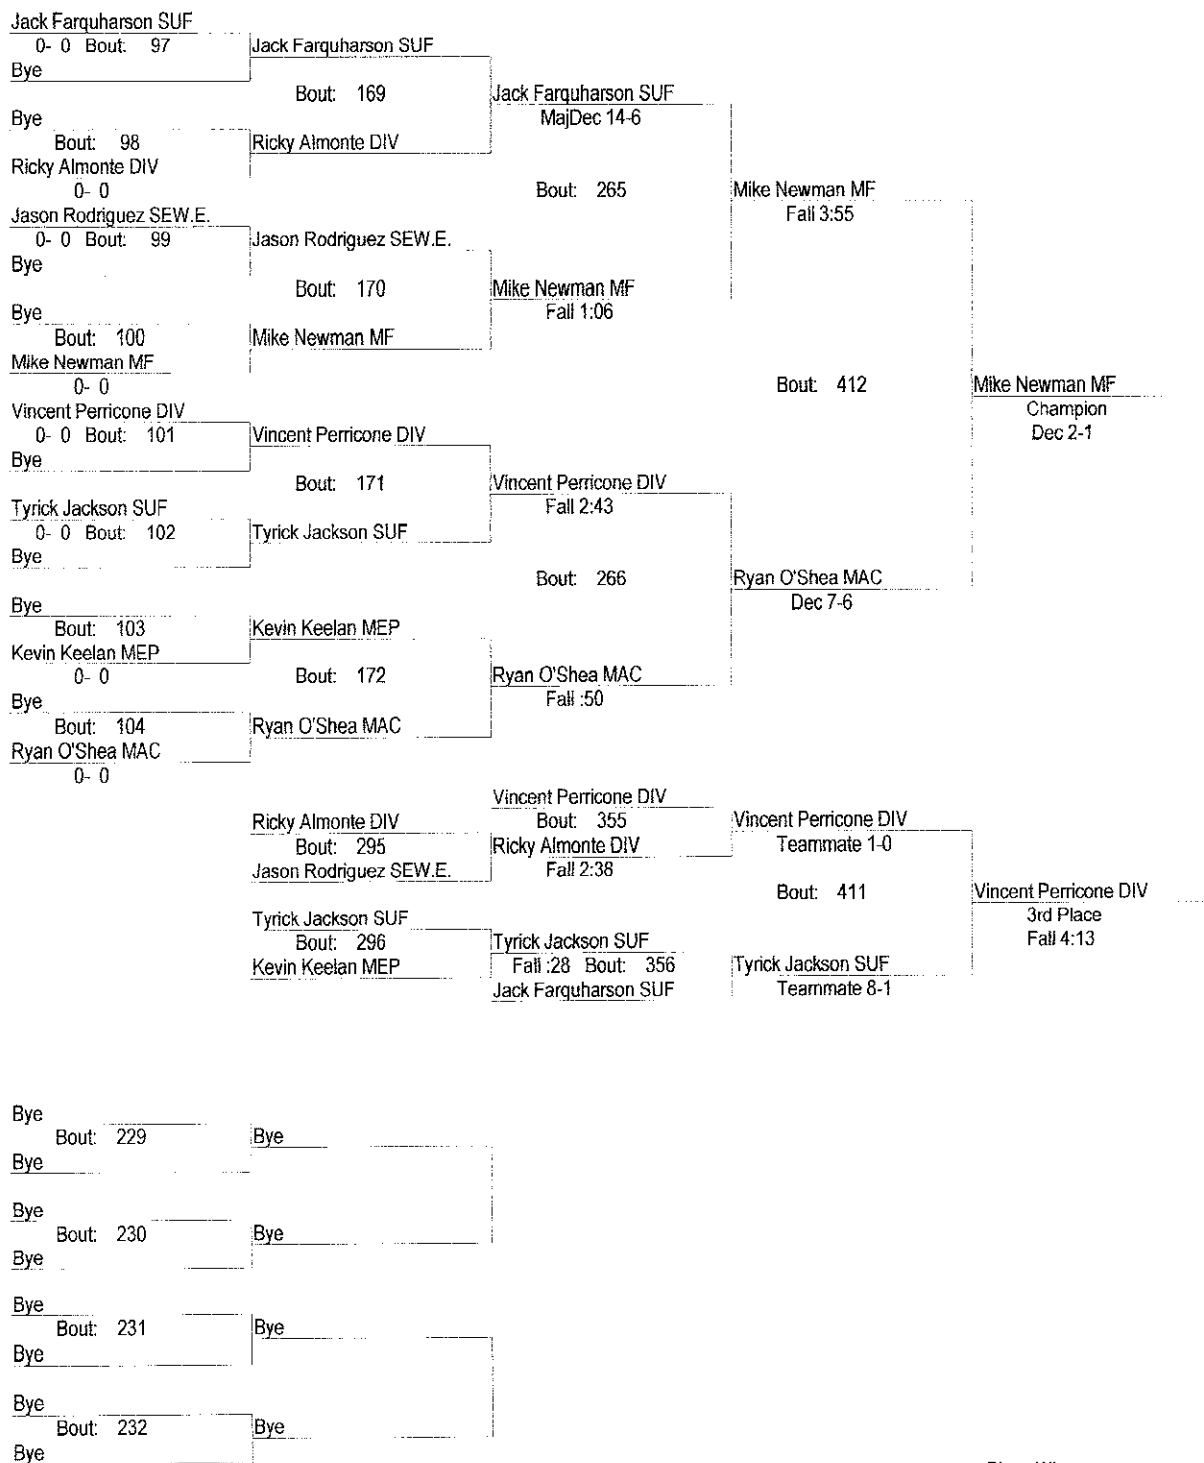 Jack Farquharson SUF
0- 0 Bout: 97
Bye
Jack Farquharson SUF
Bout: 169
Bye
Bout: 98
Ricky Almonte DIV
0- 0
Ricky Almonte DIV
Jack Farquharson SUF
MajDec 14-6
Bout: 265
Jason Rodriguez SEW.E.
0- 0 Bout: 99
Bye
Jason Rodriguez SEW.E.
Bout: 170
Bye
Bout: 100
Mike Newman MF
0- 0
Mike Newman MF
Mike Newman MF
Fall 1:06
Mike Newman MF
Fall 3:55
Bout: 412
Mike Newman MF
Champion
Dec 2-1
Vincent Perricone DIV
0- 0 Bout: 101
Bye
Vincent Perricone DIV
Bout: 171
Tyrick Jackson SUF
0- 0 Bout: 102
Bye
Tyrick Jackson SUF
Vincent Perricone DIV
Fall 2:43
Bout: 266
Ryan O'Shea MAC
Dec 7-6
Bye
Bout: 103
Kevin Keelan MEP
0- 0
Kevin Keelan MEP
Bout: 172
Bye
Bout: 104
Ryan O'Shea MAC
0- 0
Ryan O'Shea MAC
Ryan O'Shea MAC
Fall :50
Ricky Almonte DIV
Bout: 295
Jason Rodriguez SEW.E.
Vincent Perricone DIV
Bout: 355
Ricky Almonte DIV
Fall 2:38
Vincent Perricone DIV
Teammate 1-0
Bout: 411
Vincent Perricone DIV
3rd Place
Fall 4:13
Tyrick Jackson SUF
Bout: 296
Kevin Keelan MEP
Tyrick Jackson SUF
Fall :28 Bout: 356
Jack Farquharson SUF
Tyrick Jackson SUF
Teammate 8-1
Bye
Bout: 229
Bye
Bye
Bye
Bout: 230
Bye
Bye
Bye
Bout: 231
Bye
Bye
Bye
Bout: 232
Bye
Bye